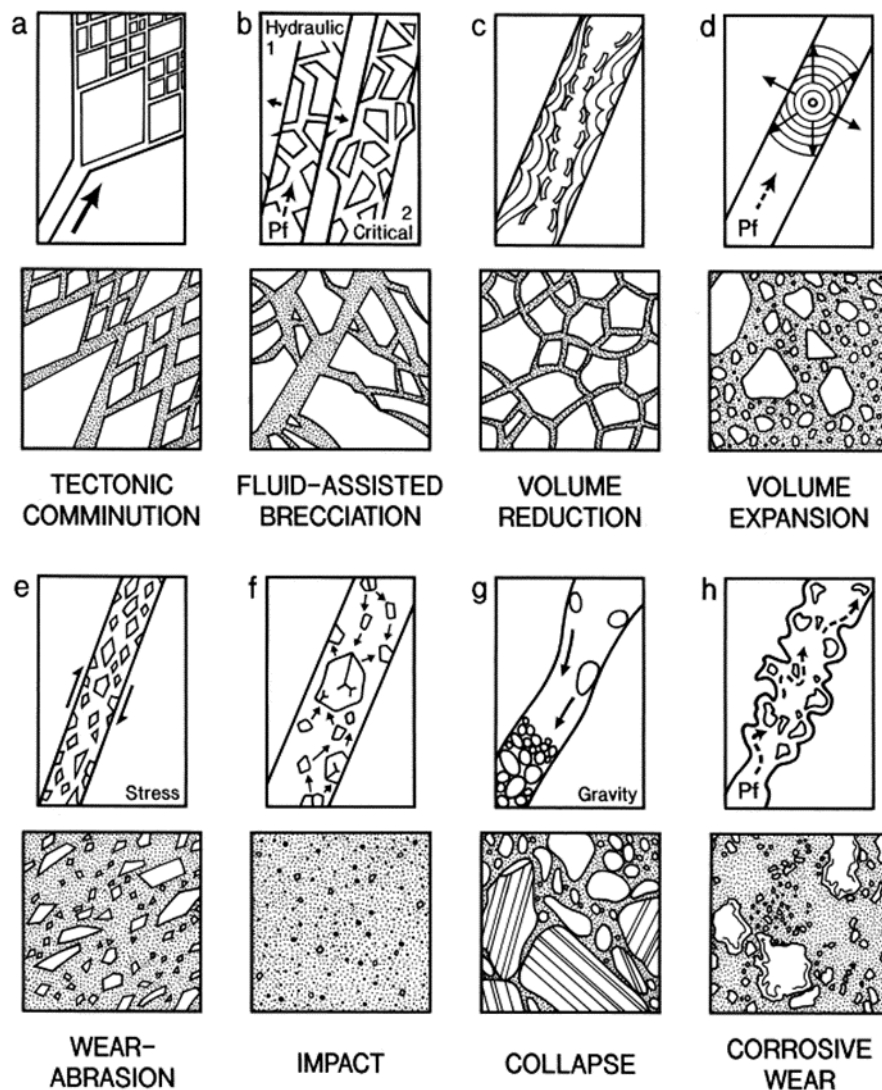 a
b
Hydraulic
1
Pf
2
Critical
c
d
Pf
TECTONIC
COMMINUTION
FLUID-ASSISTED
BRECCIATION
VOLUME
REDUCTION
VOLUME
EXPANSION
e
Stress
f
g
Gravity
h
Pf
WEAR-
ABRASION
IMPACT
COLLAPSE
CORROSIVE
WEAR